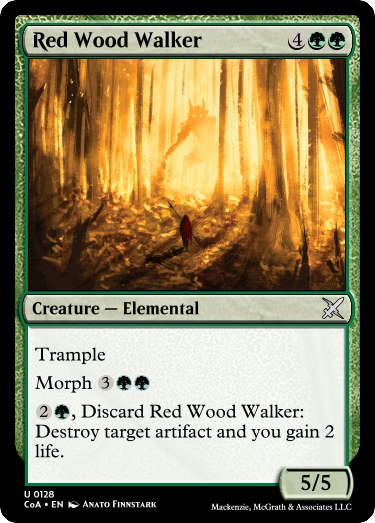 Red Wood Walker 4
Creature — Elemental
Trample
Morph 3
2, Discard Red Wood Walker:
Destroy target artifact and you gain 2
life.
5/5
U 0128
CoA • EN Anato Finnstark
Mackenzie, McGrath & Associates LLC